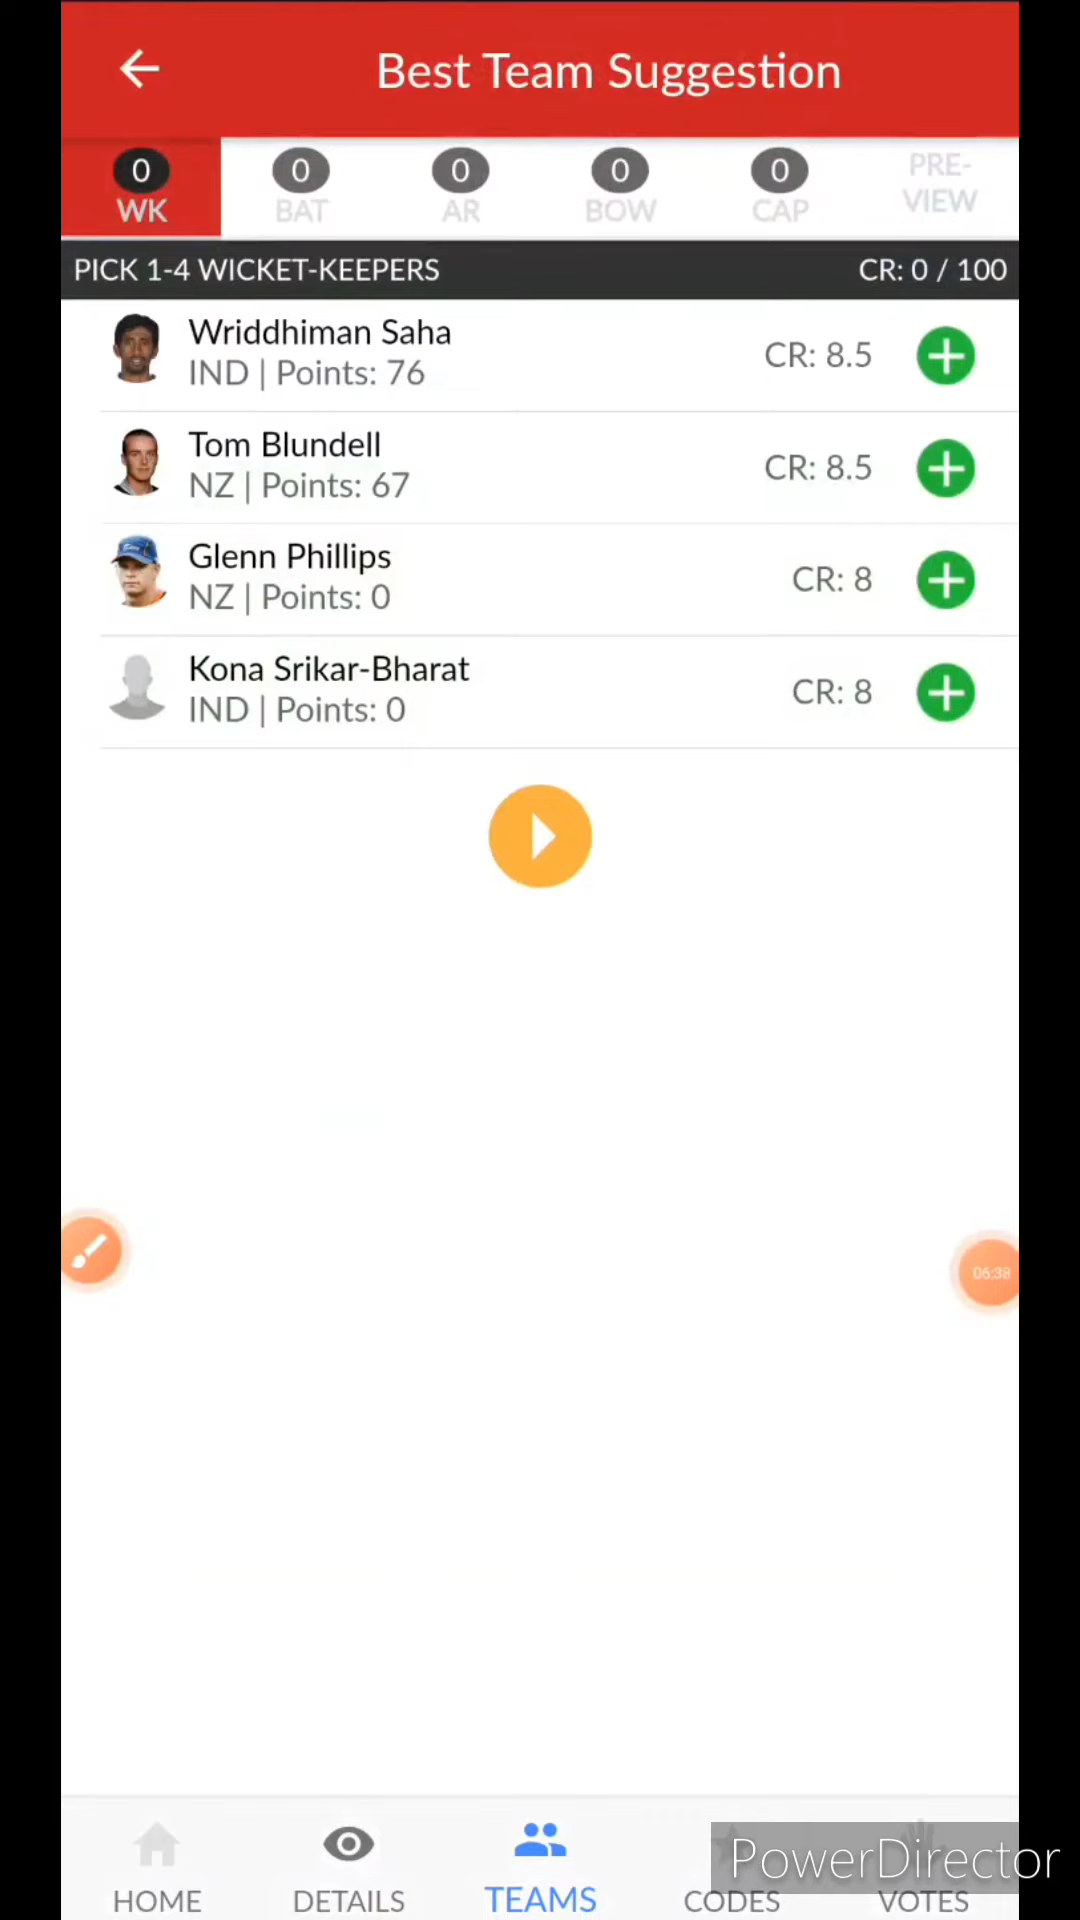 Best Team Suggestion
0 0 0 0 0 PRE-
WK BAT AR BOW CAP VIEW
PICK 1-4 WICKET-KEEPERS CR: 0 / 100
Wriddhiman Saha
IND | Points: 76 CR: 8.5
Tom Blundell
NZ | Points: 67 CR: 8.5
Glenn Phillips
NZ | Points: 0 CR: 8
Kona Srikar-Bharat
IND | Points: 0 CR: 8
06:38
PowerDirector
HOME DETAILS TEAMS CODES VOTES